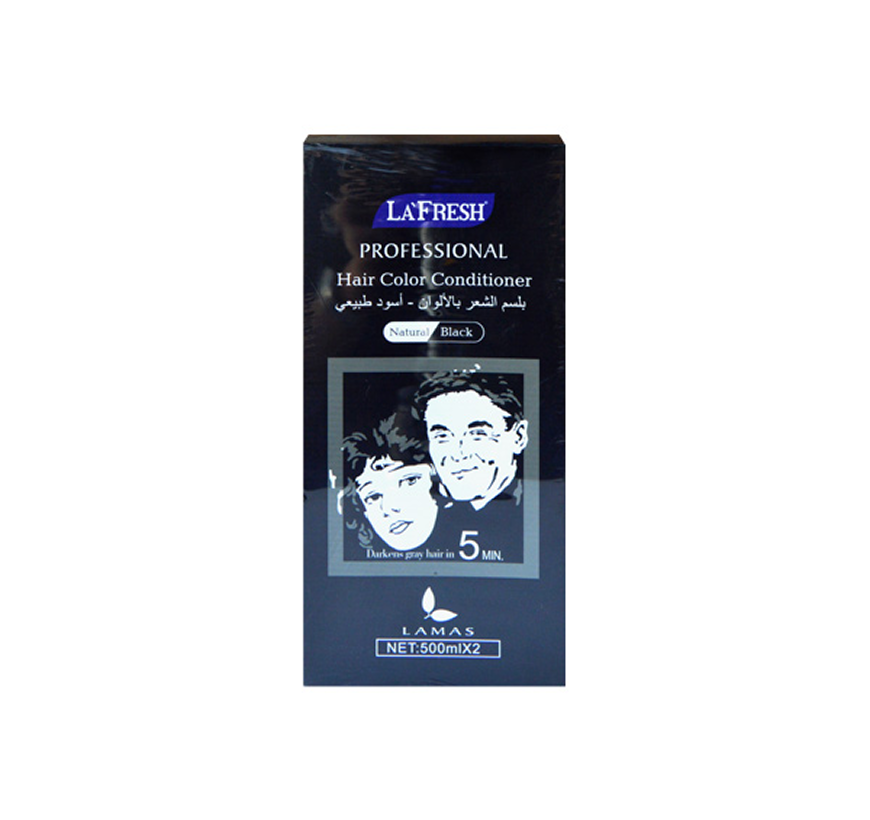 LA'FRESH®
PROFESSIONAL
Hair Color Conditioner
بلسم الشعر بالألوان - أسود طبيعي
Natural Black
Darkens gray hair in 5 MIN.
LAMAS
NET:500mlX2